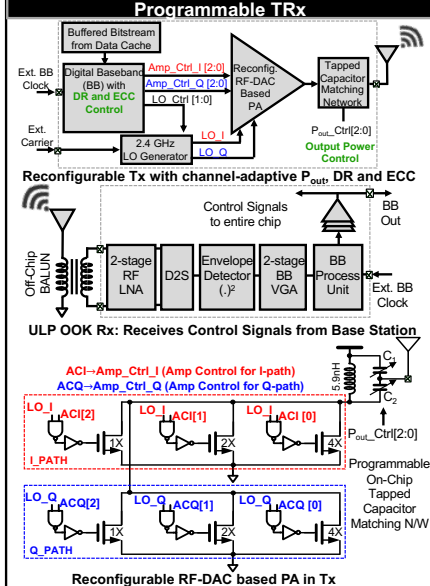 Programmable TRx
Buffered Bitstream
from Data Cache
Ext. BB
Clock
Digital Baseband
(BB) with
DR and ECC
Control
Amp_Ctrl_I [2:0]
Amp_Ctrl_Q [2:0]
LO_Ctrl [1:0]
Reconfig.
RF-DAC
Based
PA
Tapped
Capacitor
Matching
Network
Ext.
Carrier
2.4 GHz
LO Generator
LO_I
LO_Q
Pout_Ctrl[2:0]
Output Power
Control
Reconfigurable Tx with channel-adaptive Pout, DR and ECC
Control Signals
to entire chip
BB
Out
Off-Chip
BALUN
2-stage
RF
LNA
D2S
Envelope
Detector
(.)²
2-stage
BB
VGA
BB
Process
Unit
Ext. BB
Clock
ULP OOK Rx: Receives Control Signals from Base Station
ACI→Amp_Ctrl_I (Amp Control for I-path)
ACQ→Amp_Ctrl_Q (Amp Control for Q-path)
5.9nH
C1
C2
LO_I
ACI[2]
1X
LO_I
ACI[1]
2X
LO_I
ACI [0]
4X
I_PATH
Pout_Ctrl[2:0]
Programmable
On-Chip
Tapped
Capacitor
Matching N/W
LO_Q
ACQ[2]
1X
LO_Q
ACQ[1]
2X
LO_Q
ACQ [0]
4X
Q_PATH
Reconfigurable RF-DAC based PA in Tx